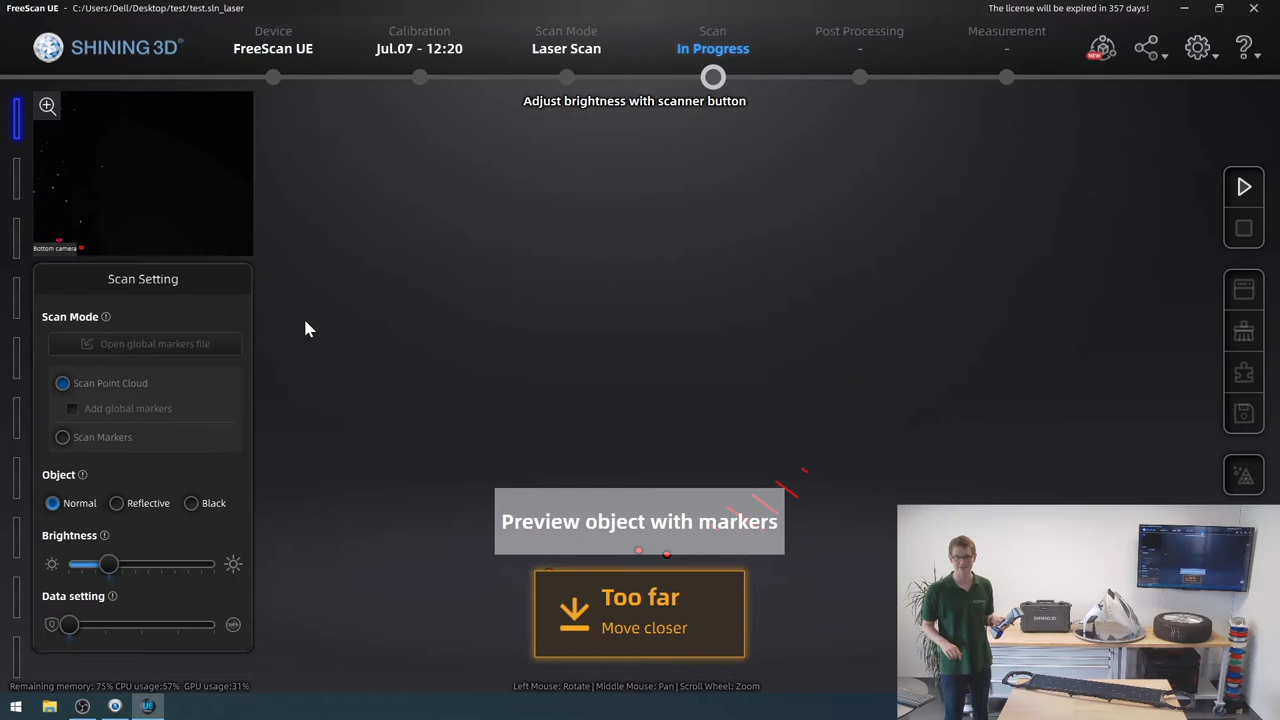 FreeScan UE - C:/Users/Dell/Desktop/test/test.sln_laser
The license will be expired in 357 days!
SHINING 3D®
Device
FreeScan UE
Calibration
Jul.07 - 12:20
Scan Mode
Laser Scan
Scan
In Progress
Post Processing
-
Measurement
-
NEW
Adjust brightness with scanner button
Bottom camera
Scan Setting
Scan Mode
Open global markers file
Scan Point Cloud
Add global markers
Scan Markers
Object
Normal
Reflective
Black
Brightness
Data setting
Preview object with markers
Too far
Move closer
SHINING 3D
Remaining memory: 75% CPU usage:57% GPU usage:31%
Left Mouse: Rotate | Middle Mouse: Pan | Scroll Wheel: Zoom